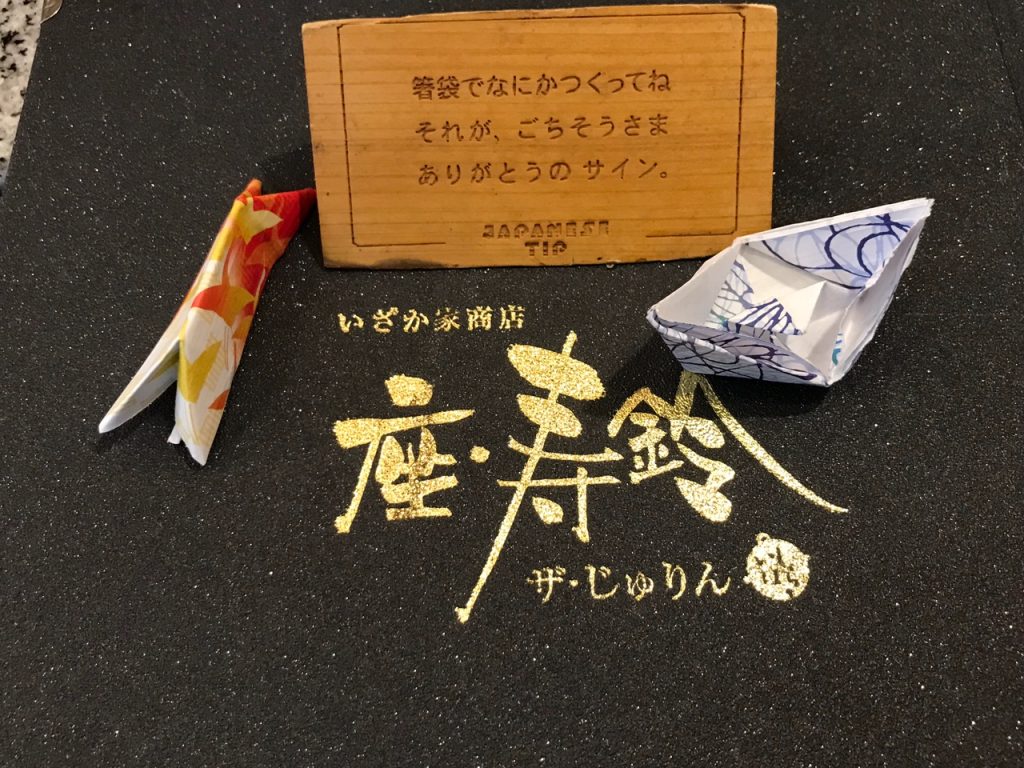 箸袋でなにかつくってね
それが、ごちそうさま
ありがとうの サイン。
JAPANESE
TIP
いざか家商店
座・寿鈴
ザ・じゅりん